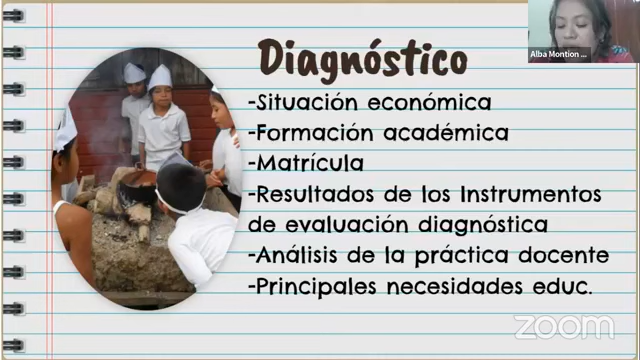 Diagnóstico
-Situación económica
-Formación académica
-Matrícula
-Resultados de los Instrumentos
de evaluación diagnóstica
-Análisis de la práctica docente
-Principales necesidades educ.
Alba Montion ...
zoom